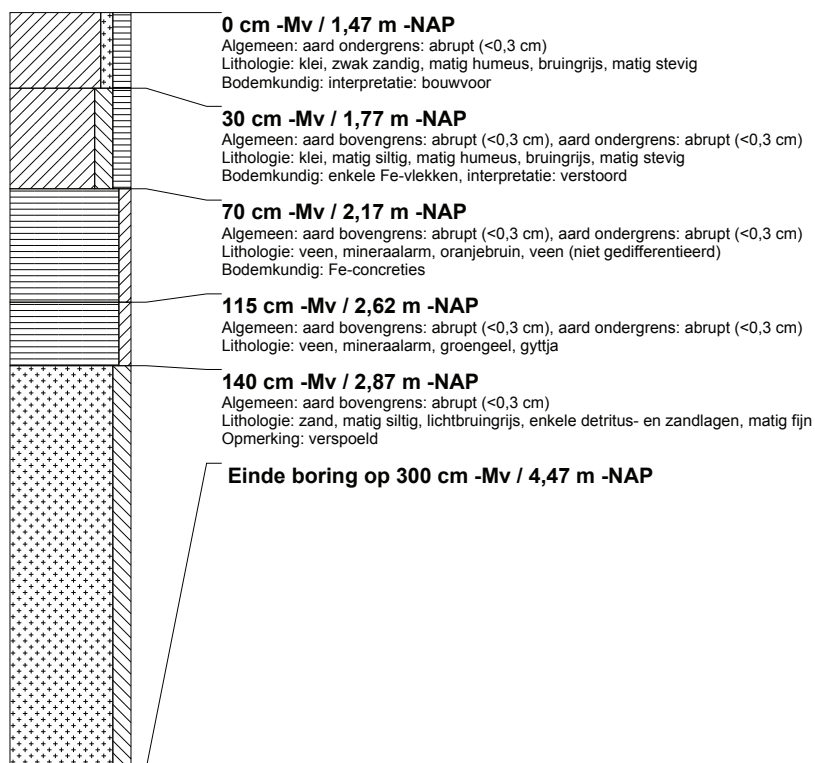 0 cm -Mv / 1,47 m -NAP
Algemeen: aard ondergrens: abrupt (<0,3 cm)
Lithologie: klei, zwak zandig, matig humeus, bruingrijs, matig stevig
Bodemkundig: interpretatie: bouwvoor
30 cm -Mv / 1,77 m -NAP
Algemeen: aard bovengrens: abrupt (<0,3 cm), aard ondergrens: abrupt (<0,3 cm)
Lithologie: klei, matig siltig, matig humeus, bruingrijs, matig stevig
Bodemkundig: enkele Fe-vlekken, interpretatie: verstoord
70 cm -Mv / 2,17 m -NAP
Algemeen: aard bovengrens: abrupt (<0,3 cm), aard ondergrens: abrupt (<0,3 cm)
Lithologie: veen, mineraalarm, oranjebruin, veen (niet gedifferentieerd)
Bodemkundig: Fe-concreties
115 cm -Mv / 2,62 m -NAP
Algemeen: aard bovengrens: abrupt (<0,3 cm), aard ondergrens: abrupt (<0,3 cm)
Lithologie: veen, mineraalarm, groengeel, gyttja
140 cm -Mv / 2,87 m -NAP
Algemeen: aard bovengrens: abrupt (<0,3 cm)
Lithologie: zand, matig siltig, lichtbruingrijs, enkele detritus- en zandlagen, matig fijn
Opmerking: verspoeld
Einde boring op 300 cm -Mv / 4,47 m -NAP